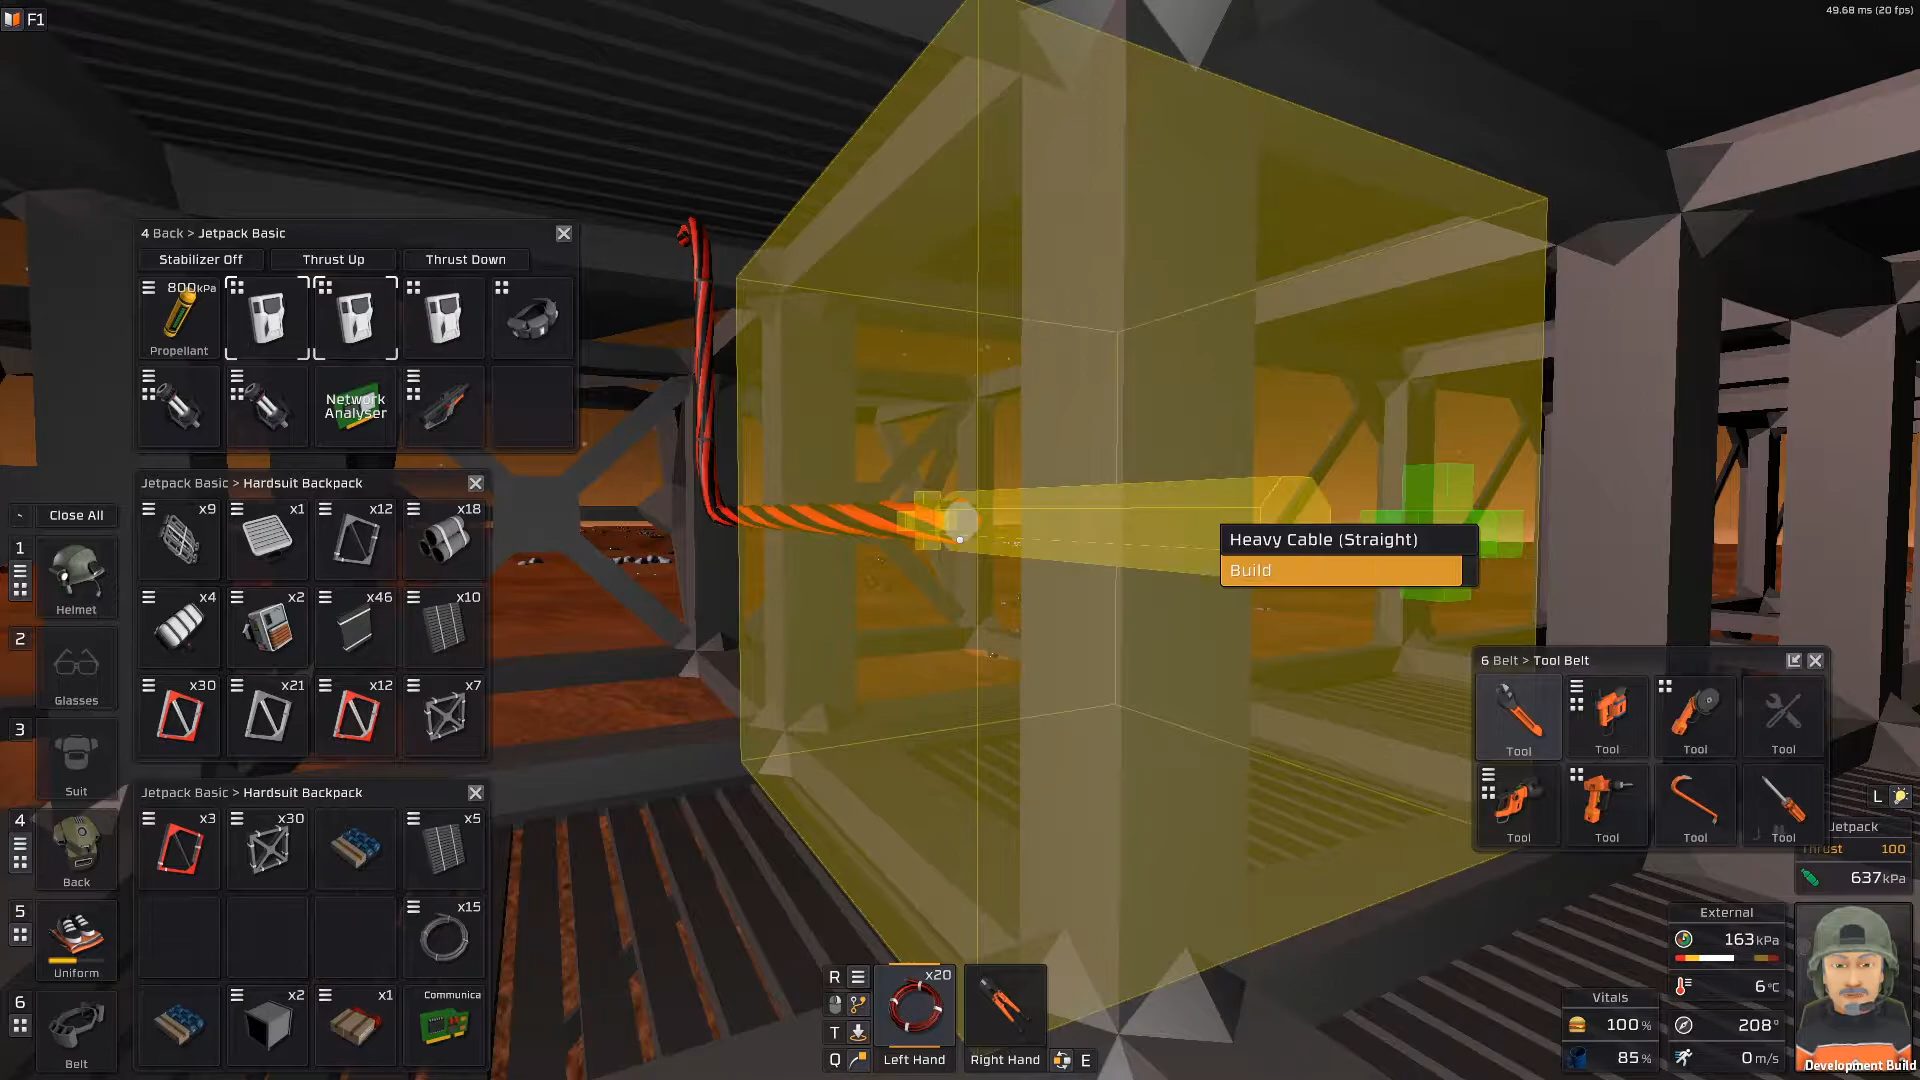 F1
49.68 ms (20 fps)
4 Back > Jetpack Basic
Stabilizer Off
Thrust Up
Thrust Down
800kPa
Propellant
Network
Analyser
Jetpack Basic > Hardsuit Backpack
x9
x1
x12
x18
x4
x2
x46
x10
x30
x21
x12
x7
Jetpack Basic > Hardsuit Backpack
x3
x30
x5
x15
x2
x1
Communica
~
Close All
1
Helmet
2
Glasses
3
Suit
4
Back
5
Uniform
6
Belt
Heavy Cable (Straight)
Build
6 Belt > Tool Belt
Tool
Tool
Tool
Tool
Tool
Tool
Tool
Tool
L
Jetpack
Thrust 100
637kPa
External
163kPa
6°C
208°
0m/s
Vitals
100%
85%
Development Build
R
T
Q
x20
Left Hand
Right Hand
E